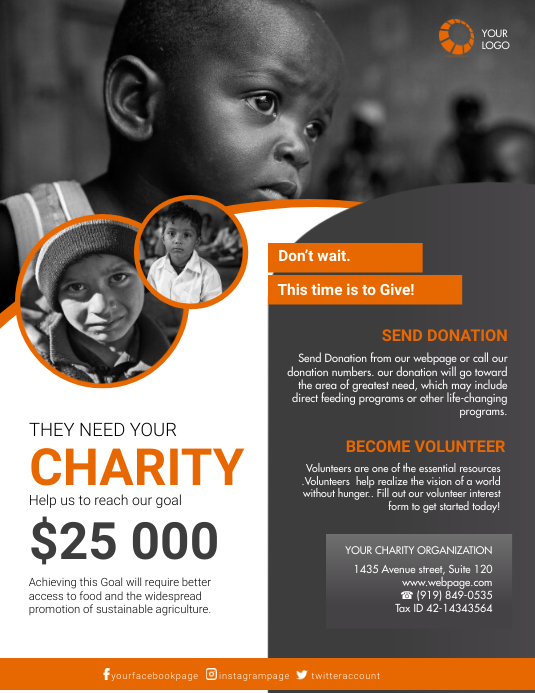 YOUR
LOGO
Don't wait.
This time is to Give!
SEND DONATION
Send Donation from our webpage or call our
donation numbers. our donation will go toward
the area of greatest need, which may include
direct feeding programs or other life-changing
programs.
BECOME VOLUNTEER
Volunteers are one of the essential resources
.Volunteers  help realize the vision of a world
without hunger.. Fill out our volunteer interest
form to get started today!
THEY NEED YOUR
CHARITY
Help us to reach our goal
$25 000
Achieving this Goal will require better
access to food and the widespread
promotion of sustainable agriculture.
YOUR CHARITY ORGANIZATION
1435 Avenue street, Suite 120
www.webpage.com
☎ (919) 849-0535
Tax ID 42-14343564
yourfacebookpage instagrampage twitteraccount